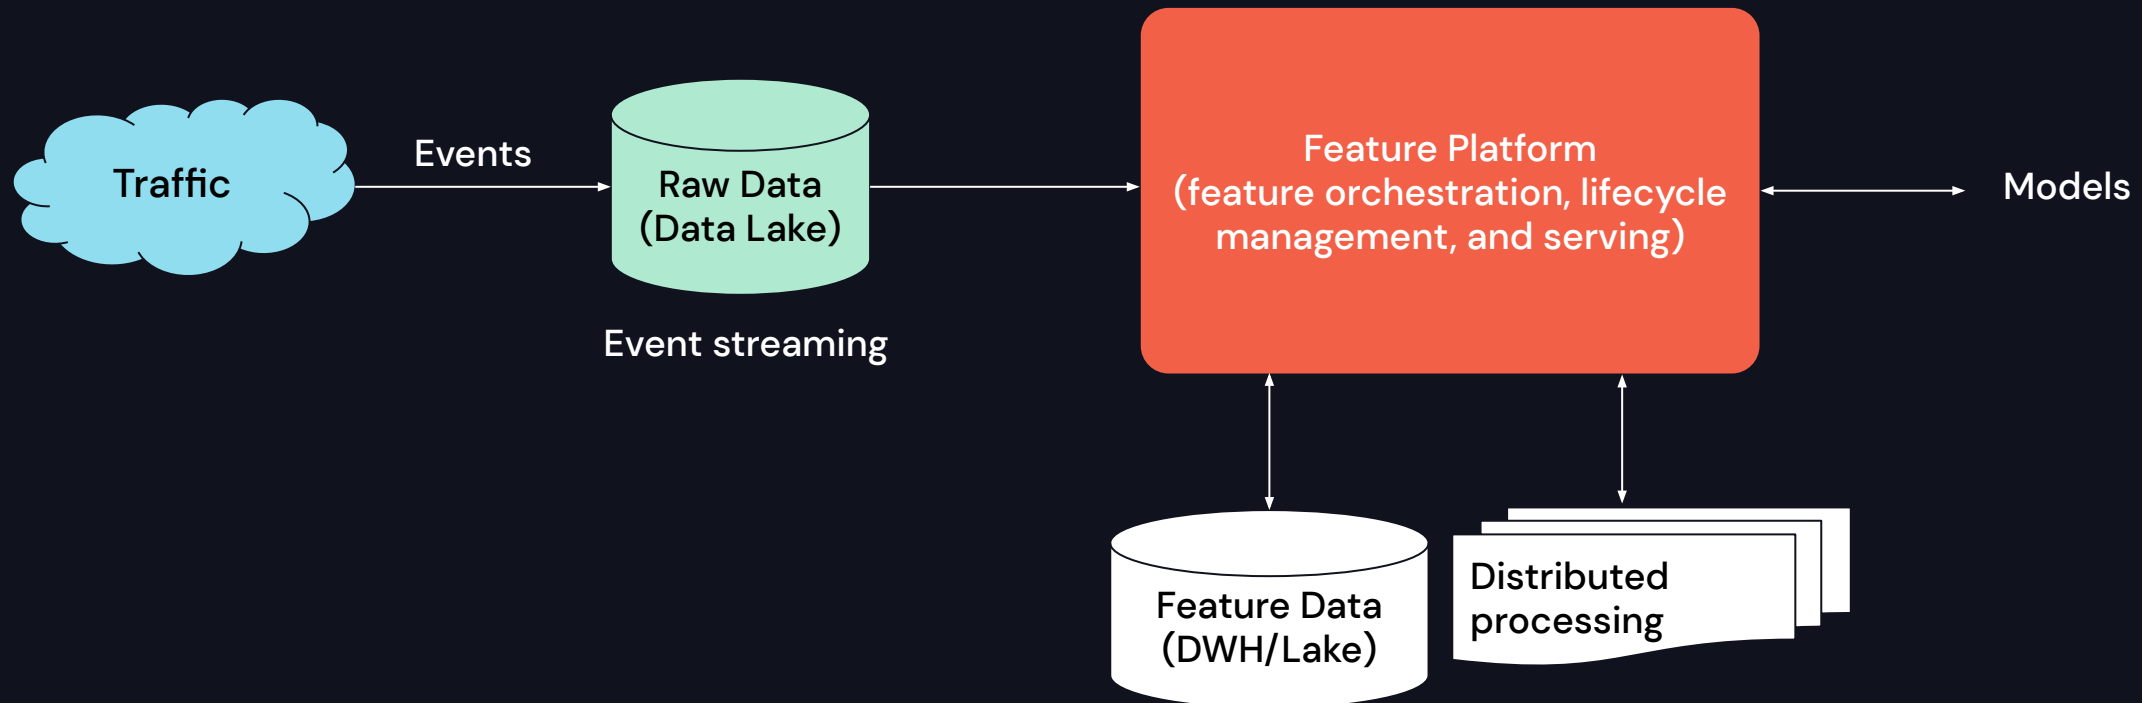 Traffic
Events
Raw Data
(Data Lake)
Event streaming
Feature Platform
(feature orchestration, lifecycle
management, and serving)
Models
Feature Data
(DWH/Lake)
Distributed
processing